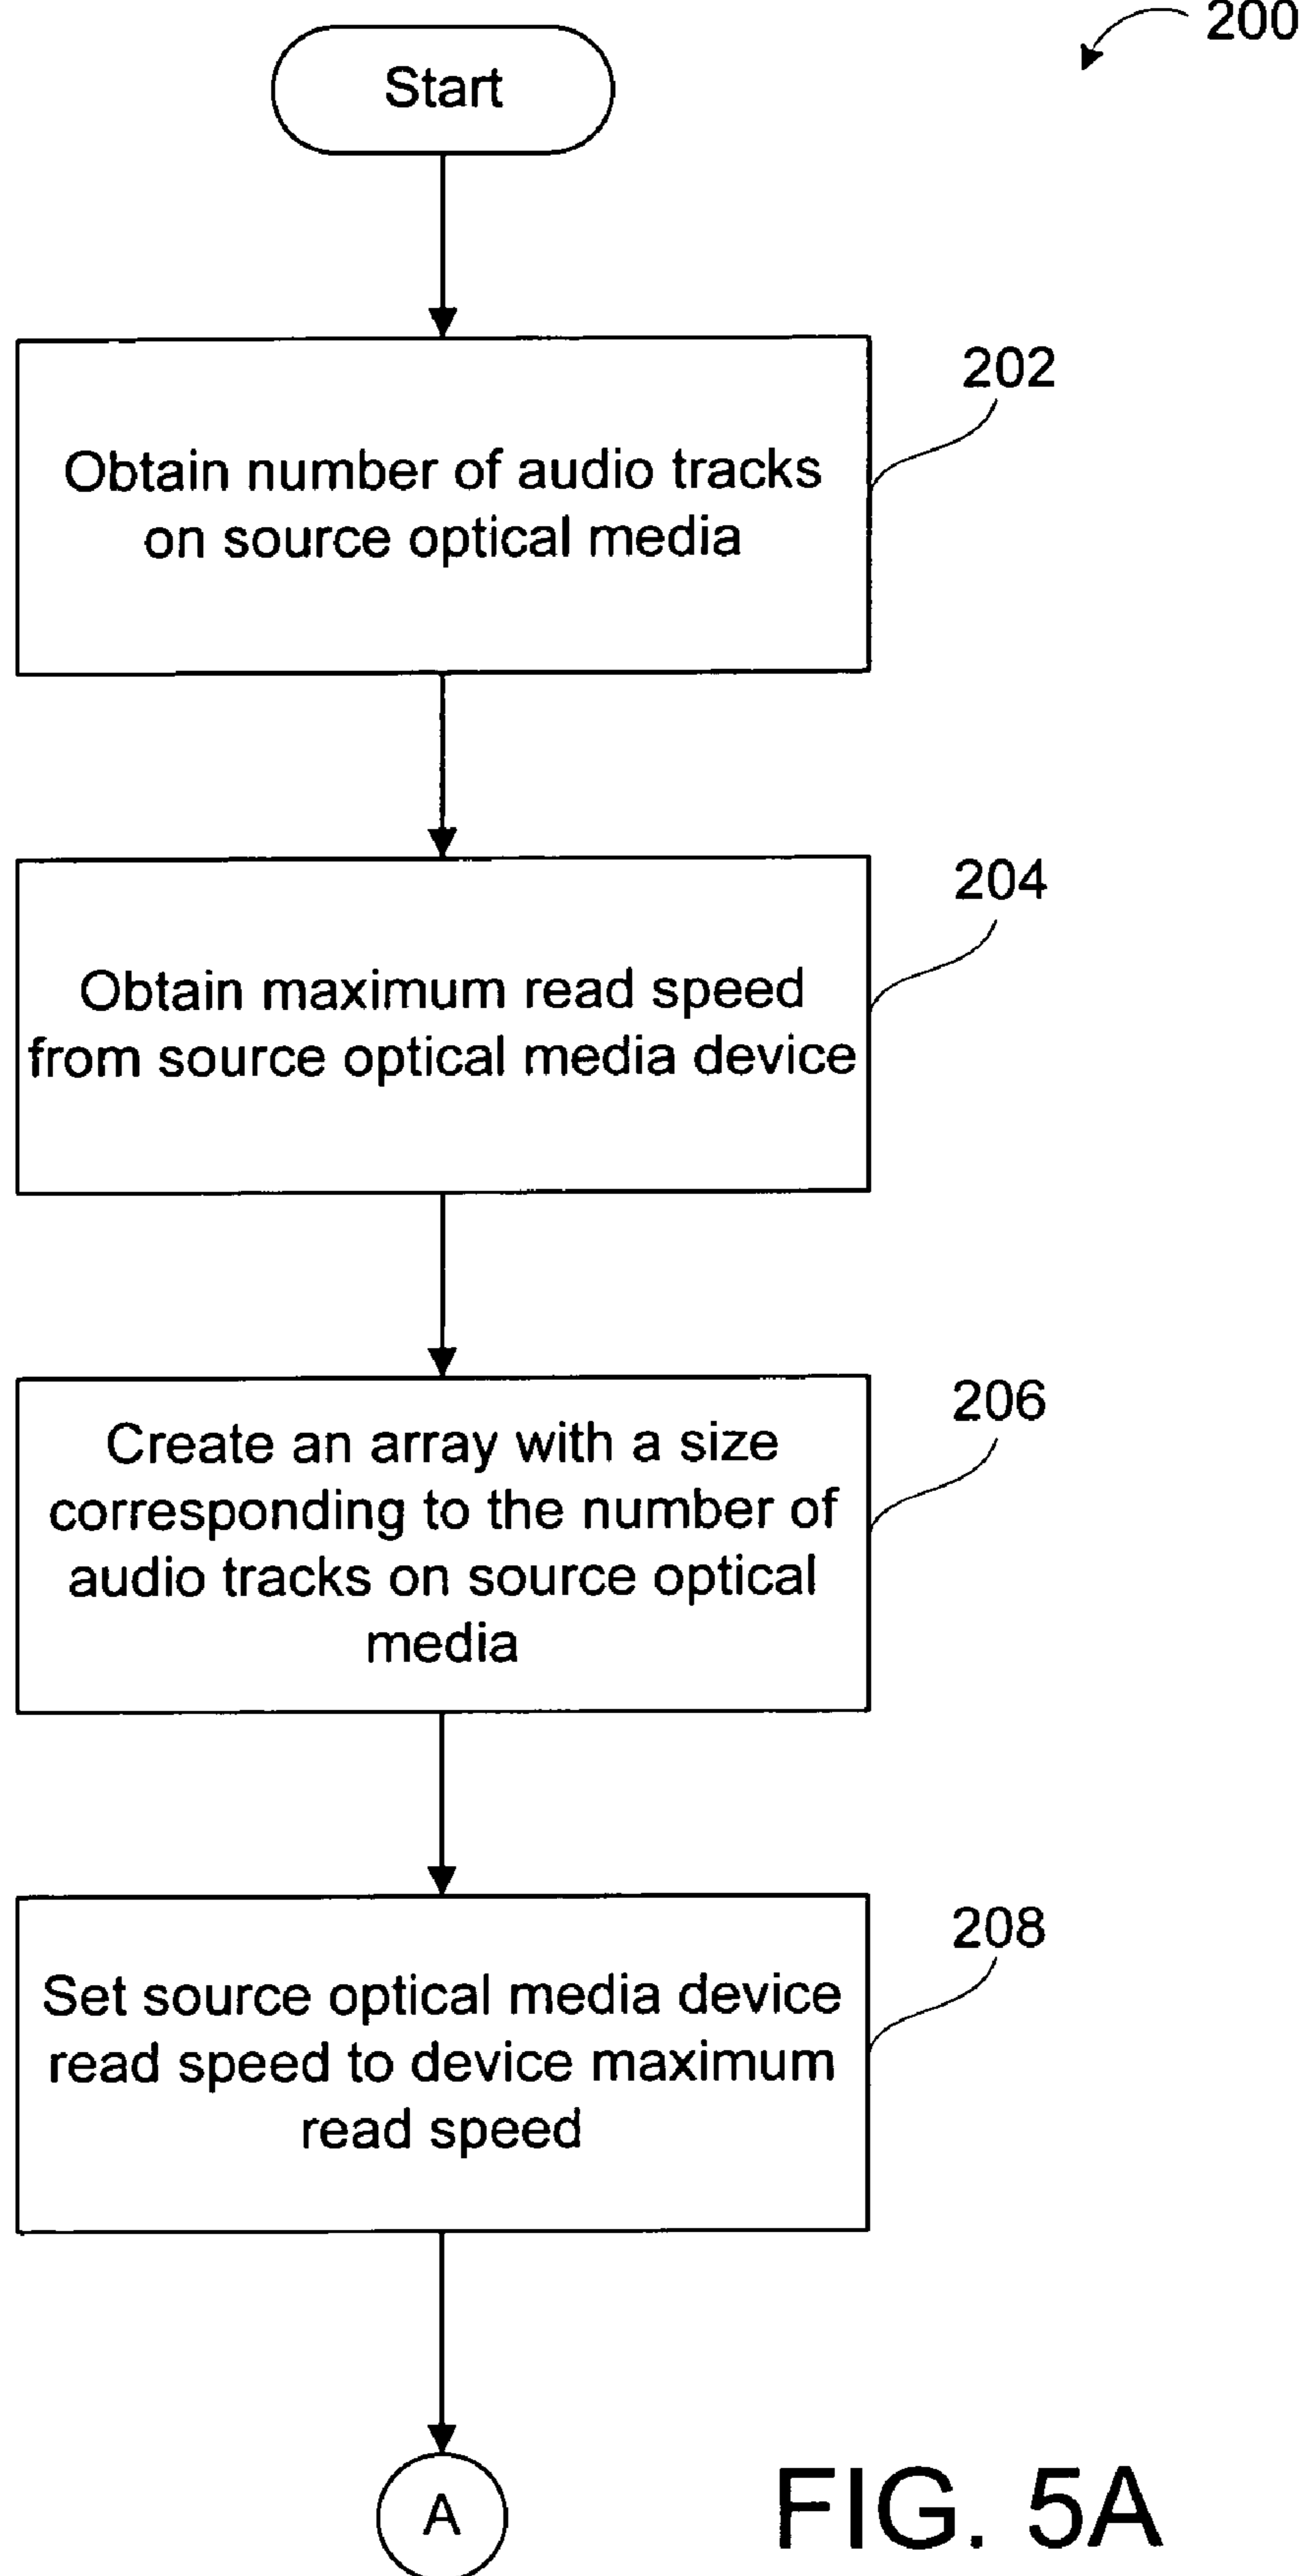 200
Start
202
Obtain number of audio tracks
on source optical media
204
Obtain maximum read speed
from source optical media device
206
Create an array with a size
corresponding to the number of
audio tracks on source optical
media
208
Set source optical media device
read speed to device maximum
read speed
A
FIG. 5A